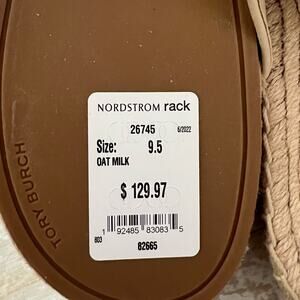 NORDSTROM rack
26745 6/2022
Size: 9.5
OAT MILK
$ 129.97
803
1 92485 83083 5
82665
TORY BURCH